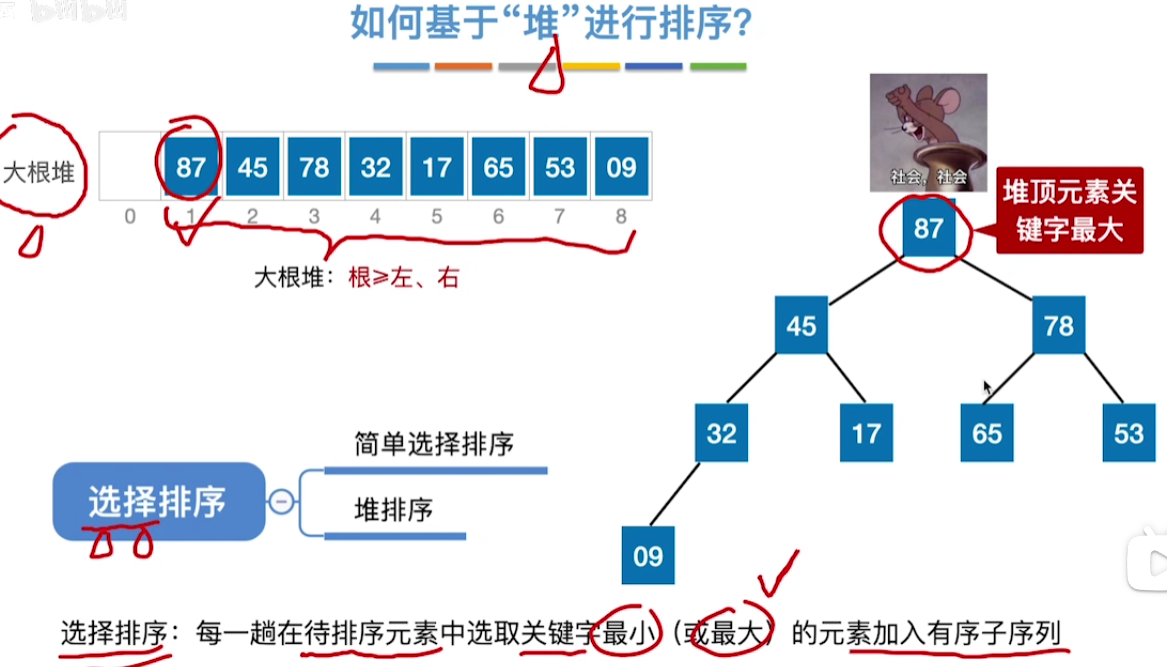 如何基于“堆”进行排序?
大根堆
87 45 78 32 17 65 53 09
0 1 2 3 4 5 6 7 8
大根堆：根≥左、右
社会，社会
堆顶元素关
键字最大
87
45 78
32 17 65 53
09
简单选择排序
选择排序
堆排序
选择排序：每一趟在待排序元素中选取关键字最小（或最大）的元素加入有序子序列